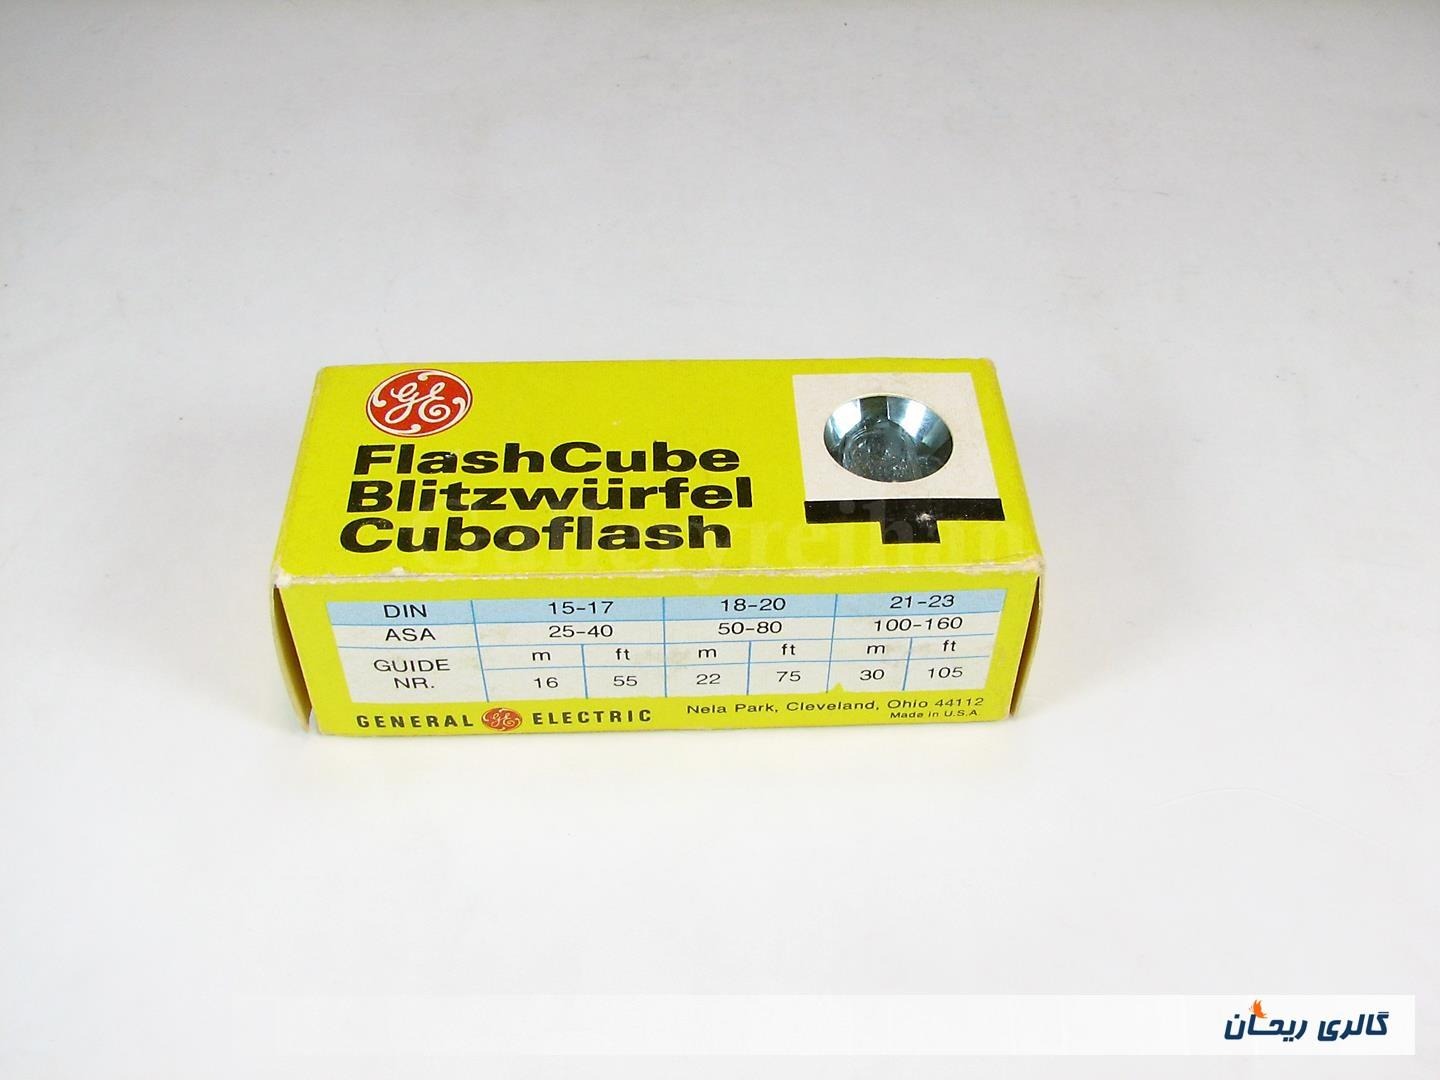 GE
FlashCube
Blitzwürfel
Cuboflash
DIN 15-17 18-20 21-23
ASA 25-40 50-80 100-160
GUIDE NR. m ft m ft m ft
16 55 22 75 30 105
GENERAL GE ELECTRIC Nela Park, Cleveland, Ohio 44112
Made in U.S.A.
گالری ریحان